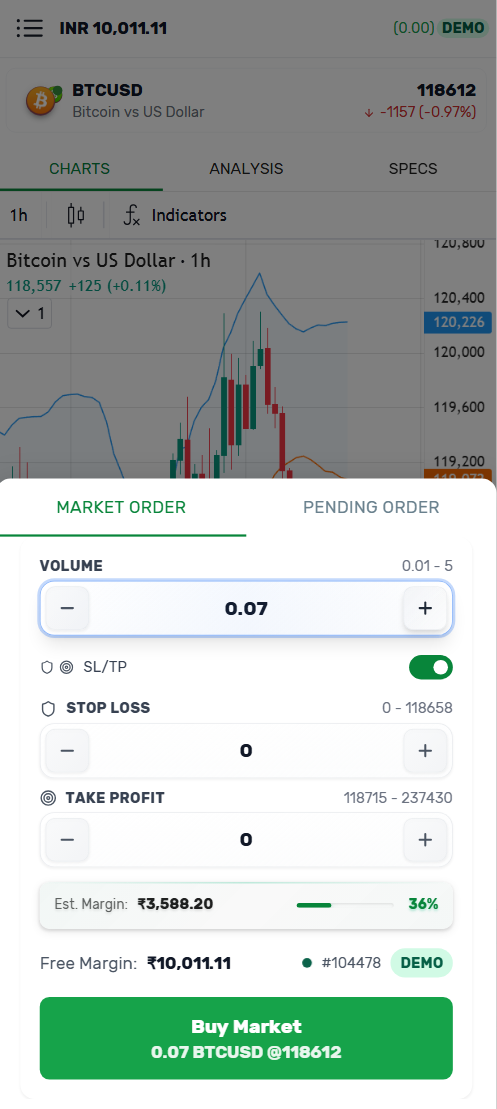 INR 10,011.11 (0.00) DEMO
BTCUSD 118612
Bitcoin vs US Dollar -1157 (-0.97%)
CHARTS ANALYSIS SPECS
1h Indicators
120,800
Bitcoin vs US Dollar · 1h
118,557 +125 (+0.11%)
120,400
1
120,226
120,000
119,600
119,200
MARKET ORDER PENDING ORDER
VOLUME 0.01 - 5
− 0.07 +
SL/TP
STOP LOSS 0 - 118658
− 0 +
TAKE PROFIT 118715 - 237430
− 0 +
Est. Margin: ₹3,588.20 36%
Free Margin: ₹10,011.11 #104478 DEMO
Buy Market
0.07 BTCUSD @118612